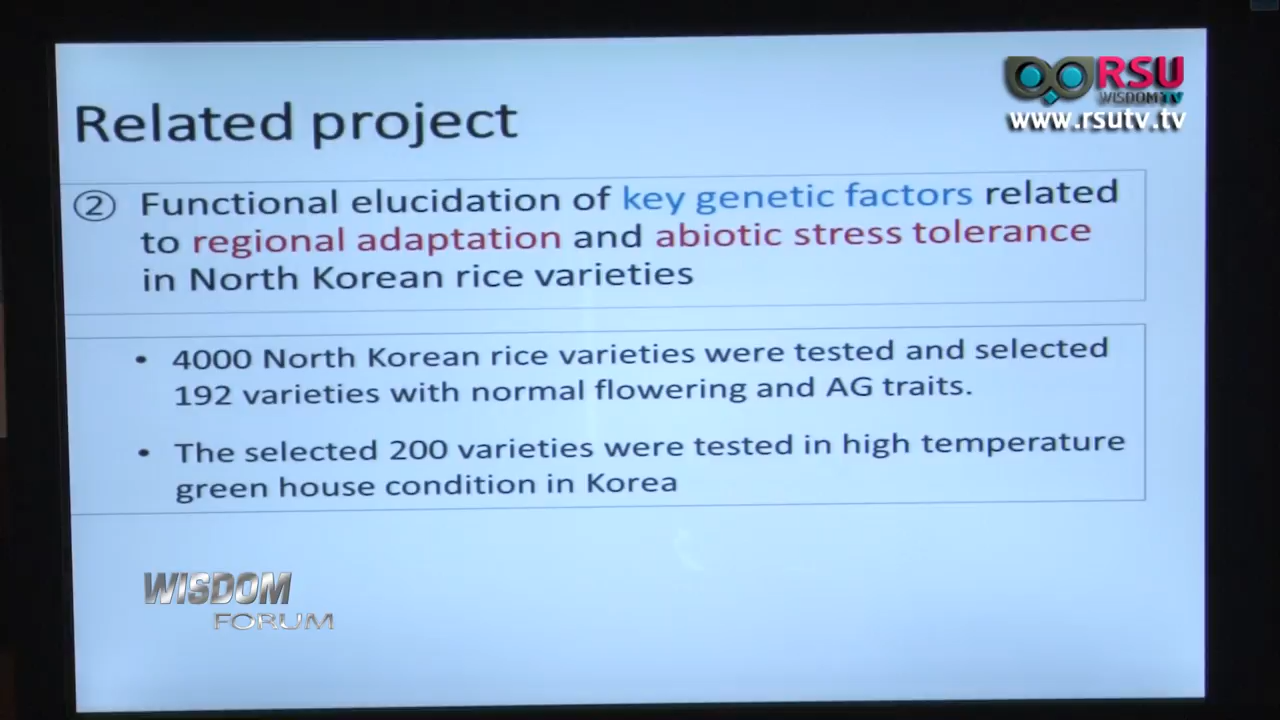 RSU
WISDOM TV
www.rsutv.tv
Related project
② Functional elucidation of key genetic factors related
to regional adaptation and abiotic stress tolerance
in North Korean rice varieties
• 4000 North Korean rice varieties were tested and selected
192 varieties with normal flowering and AG traits.
• The selected 200 varieties were tested in high temperature
green house condition in Korea
WISDOM
FORUM